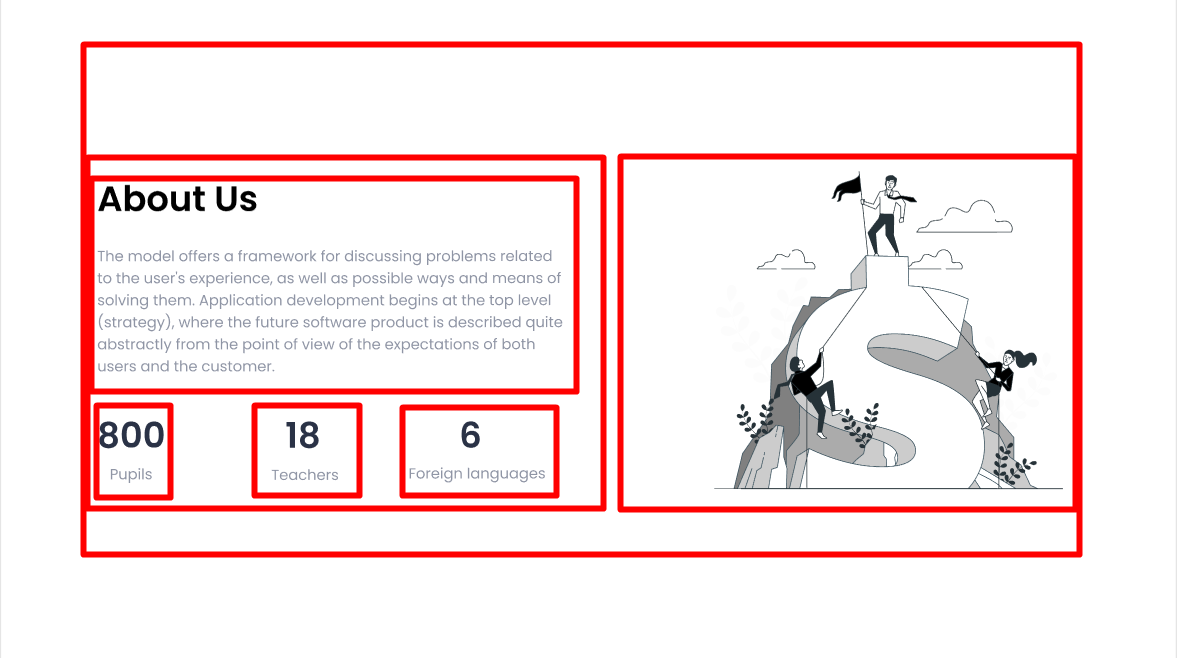 About Us
The model offers a framework for discussing problems related
to the user's experience, as well as possible ways and means of
solving them. Application development begins at the top level
(strategy), where the future software product is described quite
abstractly from the point of view of the expectations of both
users and the customer.
800
Pupils
18
Teachers
6
Foreign languages